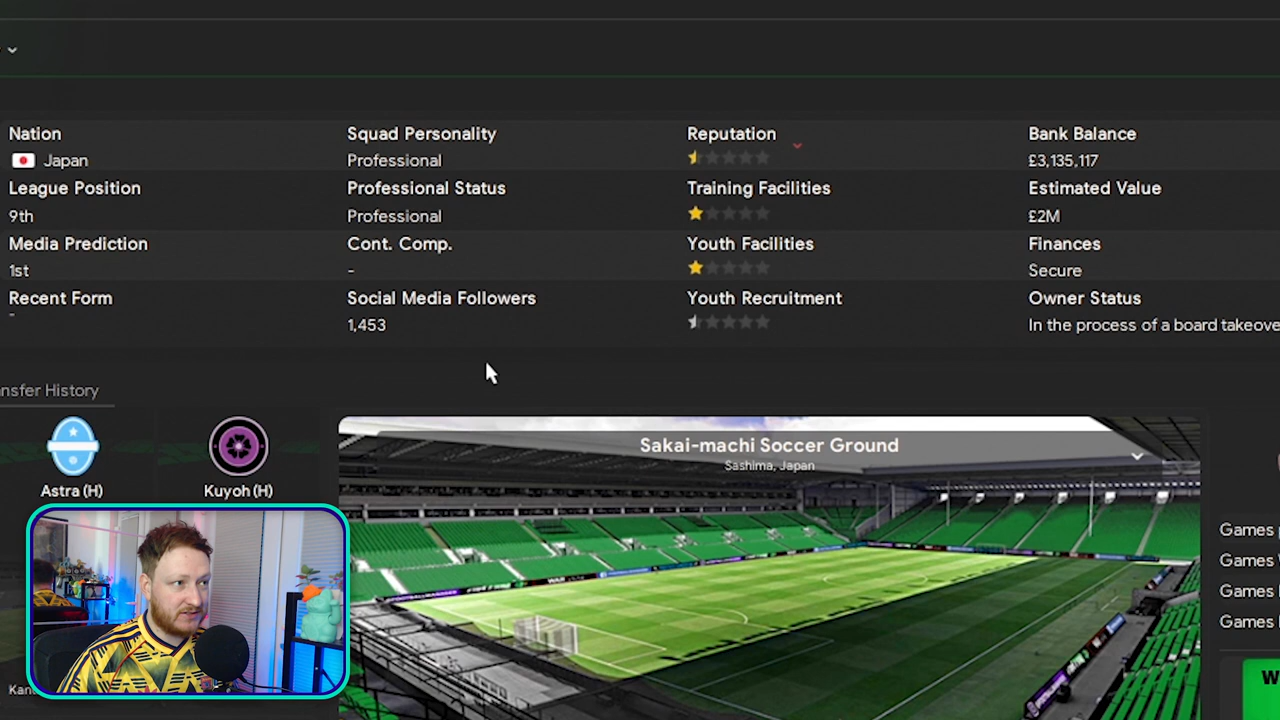 Nation
Squad Personality
Reputation
Bank Balance
Japan
Professional
£3,135,117
League Position
Professional Status
Training Facilities
Estimated Value
9th
Professional
£2M
Media Prediction
Cont. Comp.
Youth Facilities
Finances
1st
-
Secure
Recent Form
Social Media Followers
Youth Recruitment
Owner Status
-
1,453
In the process of a board takeove
nsfer History
Sakai-machi Soccer Ground
Sashima, Japan
Astra (H)
Kuyoh (H)
Games
Games
Games
Games